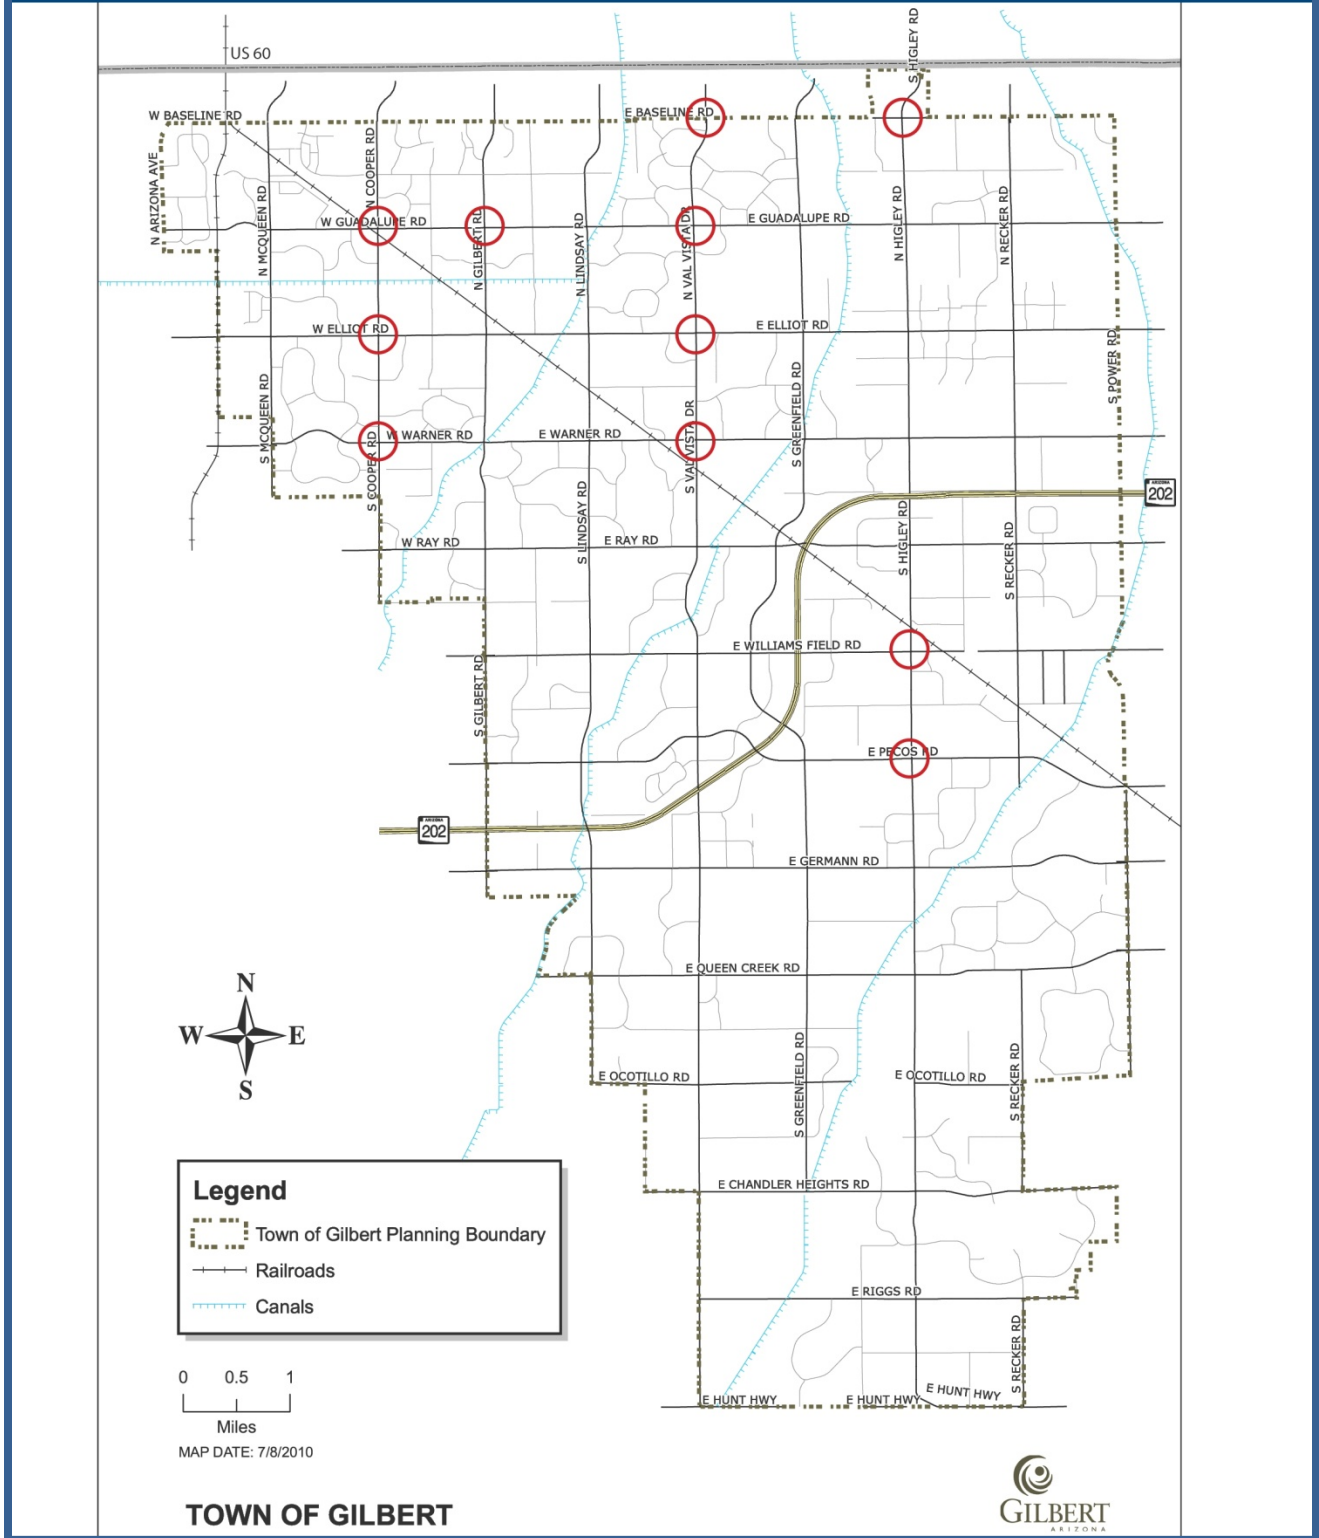 S HIGLEY RD
US 60
W BASELINE RD
E BASELINE RD
N ARIZONA AVE
N COOPER RD
N MCQUEEN RD
W GUADALUPE RD
N GILBERT RD
N LINDSAY RD
N VAL VISTA DR
E GUADALUPE RD
N HIGLEY RD
N RECKER RD
W ELLIOT RD
E ELLIOT RD
S POWER RD
S MCQUEEN RD
S COOPER RD
W WARNER RD
E WARNER RD
S VAL VISTA DR
S GREENFIELD RD
ARIZONA
202
W RAY RD
S LINDSAY RD
E RAY RD
S HIGLEY RD
S RECKER RD
E WILLIAMS FIELD RD
S GILBERT RD
E PECOS RD
ARIZONA
202
E GERMANN RD
E QUEEN CREEK RD
N
W E
S
E OCOTILLO RD
S GREENFIELD RD
E OCOTILLO RD
S RECKER RD
E CHANDLER HEIGHTS RD
Legend
Town of Gilbert Planning Boundary
Railroads
Canals
E RIGGS RD
S RECKER RD
0 0.5 1
Miles
E HUNT HWY
E HUNT HWY
E HUNT HWY
MAP DATE: 7/8/2010
TOWN OF GILBERT
GILBERT
ARIZONA